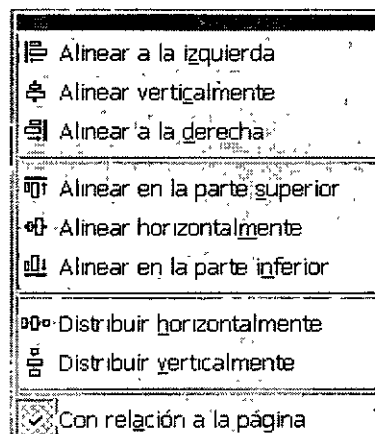 Alinear a la izquierda
Alinear verticalmente
Alinear a la derecha
Alinear en la parte superior
Alinear horizontalmente
Alinear en la parte inferior
Distribuir horizontalmente
Distribuir verticalmente
Con relación a la página